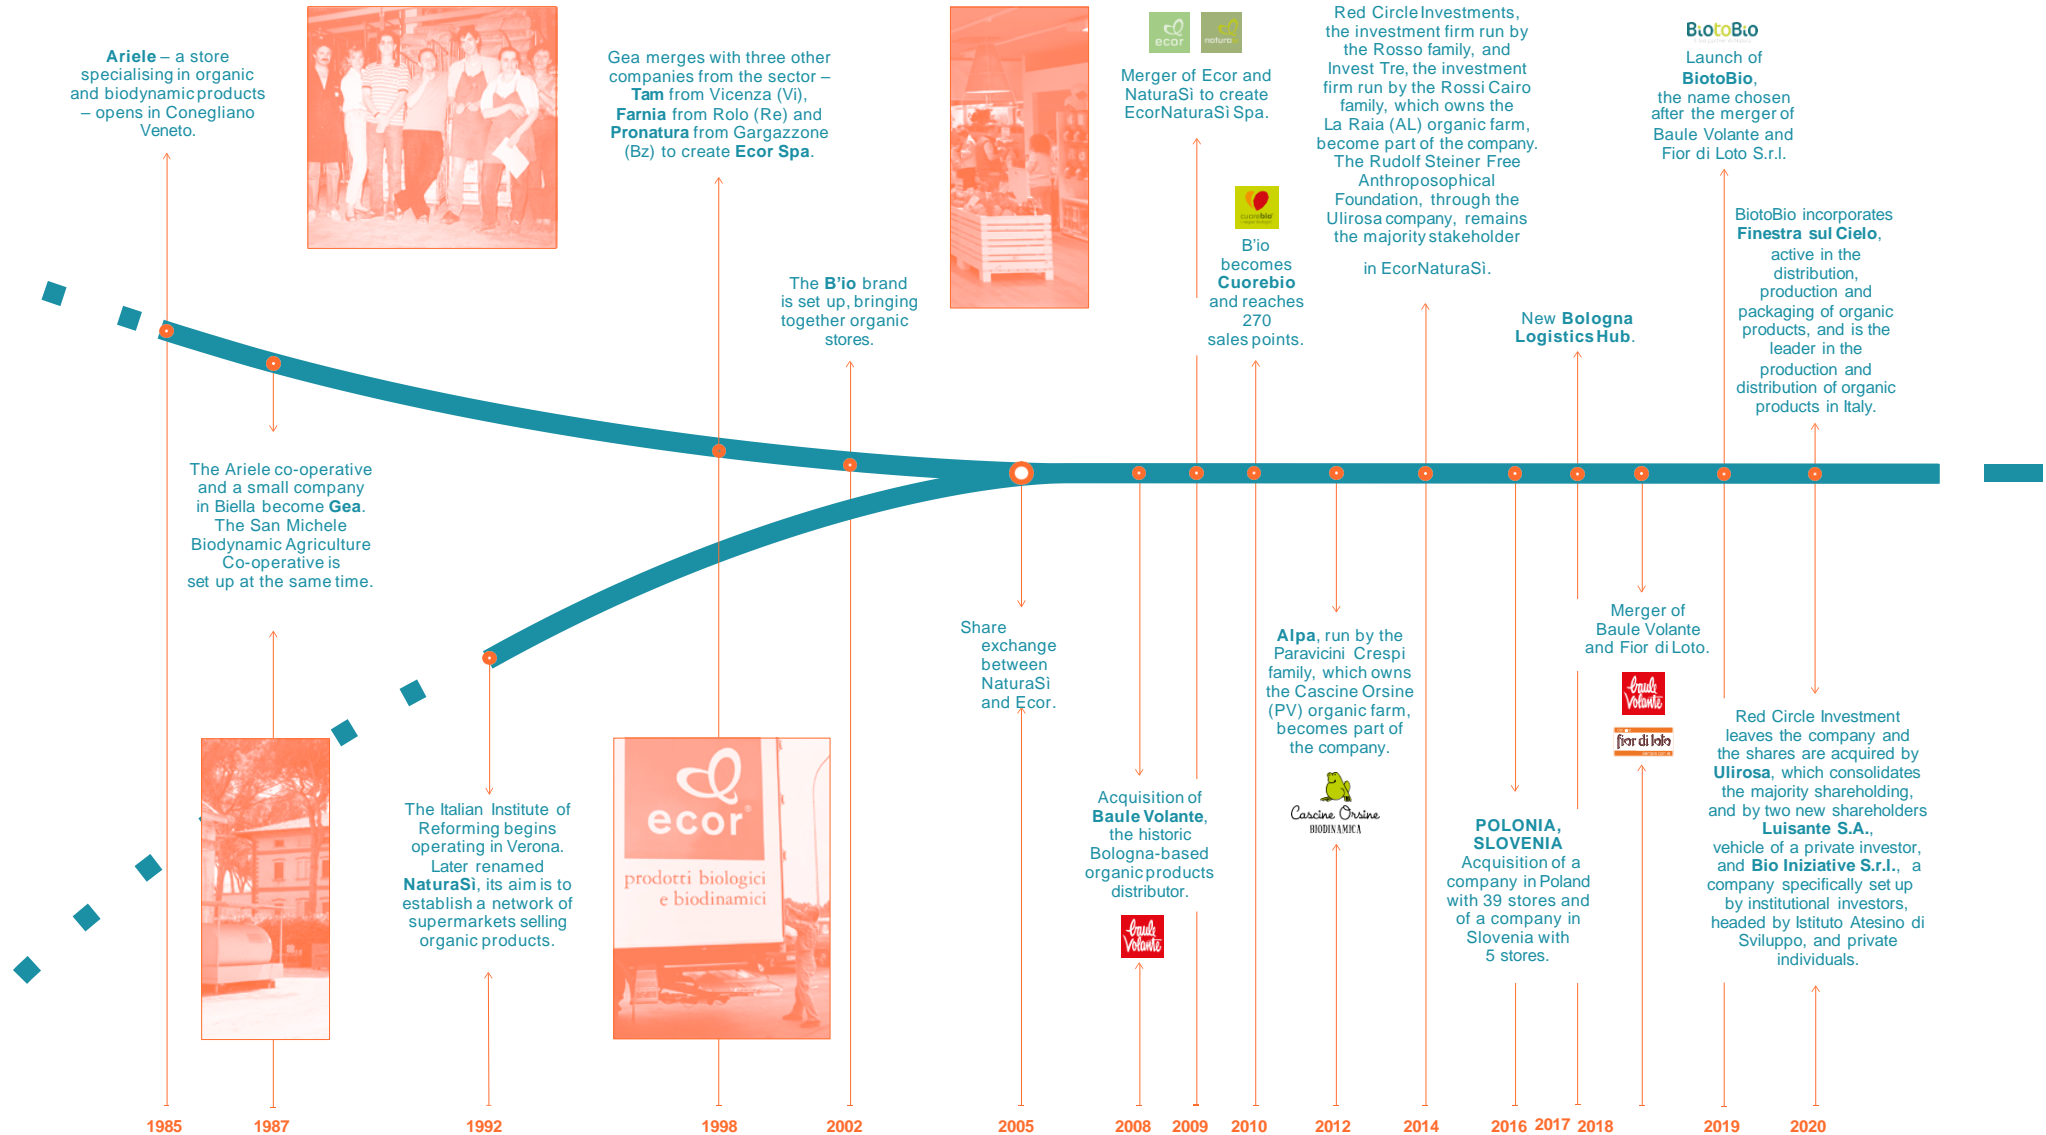 Ariele – a store
specialising in organic
and biodynamic products
– opens in Conegliano
Veneto.
Gea merges with three other
companies from the sector –
Tam from Vicenza (Vi),
Farnia from Rolo (Re) and
Pronatura from Gargazzone
(Bz) to create Ecor Spa.
The B'io brand
is set up, bringing
together organic
stores.
ecor
natura
Merger of Ecor and
NaturaSì to create
EcorNaturaSì Spa.
cuorebio
B'io
becomes
Cuorebio
and reaches
270
sales points.
Red Circle Investments,
the investment firm run by
the Rosso family, and
Invest Tre, the investment
firm run by the Rossi Cairo
family, which owns the
La Raia (AL) organic farm,
become part of the company.
The Rudolf Steiner Free
Anthroposophical
Foundation, through the
Ulirosa company, remains
the majority stakeholder
in EcorNaturaSì.
New Bologna
Logistics Hub.
BiotoBio
Launch of
BiotoBio,
the name chosen
after the merger of
Baule Volante and
Fior di Loto S.r.l.
BiotoBio incorporates
Finestra sul Cielo,
active in the
distribution,
production and
packaging of organic
products, and is the
leader in the
production and
distribution of organic
products in Italy.
The Ariele co-operative
and a small company
in Biella become Gea.
The San Michele
Biodynamic Agriculture
Co-operative is
set up at the same time.
The Italian Institute of
Reforming begins
operating in Verona.
Later renamed
NaturaSì, its aim is to
establish a network of
supermarkets selling
organic products.
ecor®
prodotti biologici
e biodinamici
Share
exchange
between
NaturaSì
and Ecor.
Acquisition of
Baule Volante,
the historic
Bologna-based
organic products
distributor.
baule
volante
Alpa, run by the
Paravicini Crespi
family, which owns
the Cascine Orsine
(PV) organic farm,
becomes part of
the company.
Cascine Orsine
BIODINAMICA
POLONIA,
SLOVENIA
Acquisition of a
company in Poland
with 39 stores and
of a company in
Slovenia with
5 stores.
Merger of
Baule Volante
and Fior di Loto.
baule
volante
fior di loto
Red Circle Investment
leaves the company and
the shares are acquired by
Ulirosa, which consolidates
the majority shareholding,
and by two new shareholders
Luisante S.A.,
vehicle of a private investor,
and Bio Iniziative S.r.l., a
company specifically set up
by institutional investors,
headed by Istituto Atesino di
Sviluppo, and private
individuals.
1985 1987 1992 1998 2002 2005 2008 2009 2010 2012 2014 2016 2017 2018 2019 2020